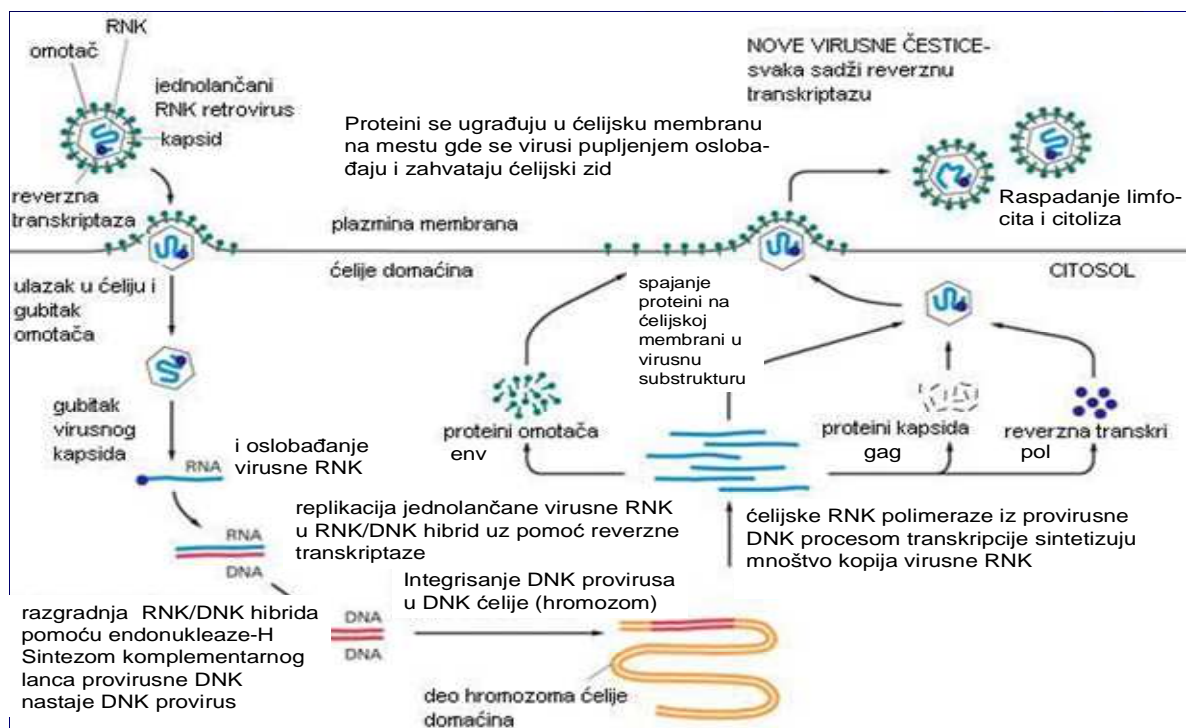 RNK
omotač
jednolančani
RNK retrovirus
kapsid
reverzna
transkriptaza
NOVE VIRUSNE ČESTICE-
svaka sadži reverznu
transkriptazu
Proteini se ugrađuju u ćelijsku membranu
na mestu gde se virusi pupljenjem osloba-
đaju i zahvataju ćelijski zid
Raspadanje limfo-
cita i citoliza
plazmina membrana
ćelije domaćina
CITOSOL
ulazak u ćeliju i
gubitak
omotača
spajanje
proteini na
ćelijskoj
membrani u
virusnu
substrukturu
gubitak
virusnog
kapsida
i oslobađanje
virusne RNK
RNA
proteini omotača
env
proteini kapsida
gag
reverzna transkri
pol
replikacija jednolančane virusne RNK
u RNK/DNK hibrid uz pomoć reverzne
transkriptaze
RNA
DNA
ćelijske RNK polimeraze iz provirusne
DNK procesom transkripcije sintetizuju
mnoštvo kopija virusne RNK
Integrisanje DNK provirusa
u DNK ćelije (hromozom)
razgradnja RNK/DNK hibrida
pomoću endonukleaze-H
Sintezom komplementarnog
lanca provirusne DNK
nastaje DNK provirus
DNA
DNA
deo hromozoma ćelije
domaćina